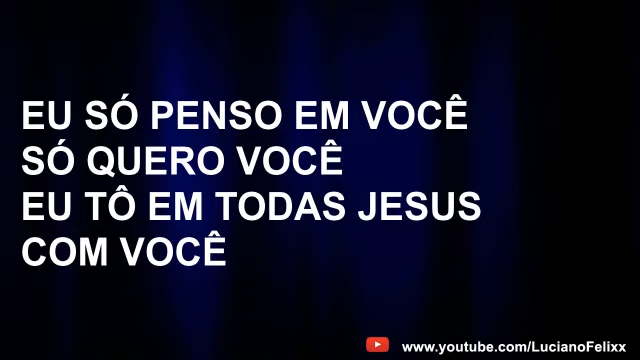 EU SÓ PENSO EM VOCÊ
SÓ QUERO VOCÊ
EU TÔ EM TODAS JESUS
COM VOCÊ
www.youtube.com/LucianoFelixx